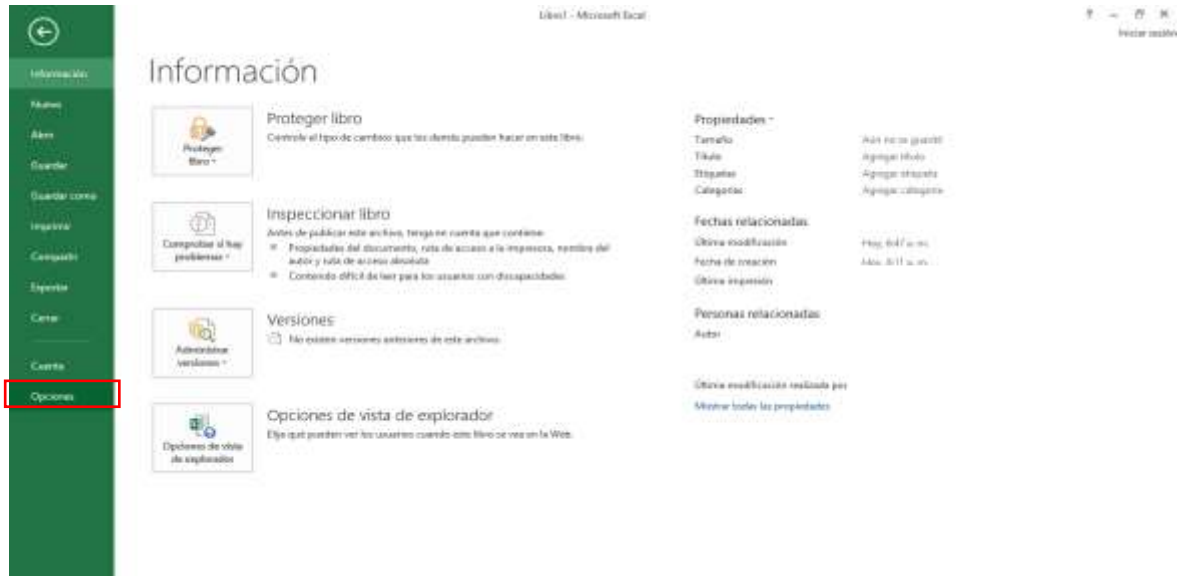 Libro1 - Microsoft Excel
Iniciar sesión
Información
Nuevo
Abrir
Guardar
Guardar como
Imprimir
Compartir
Exportar
Cerrar
Cuenta
Opciones
Información
Proteger libro
Proteger libro
Controle el tipo de cambios que los demás pueden hacer en este libro.
Comprobar si hay problemas
Inspeccionar libro
Antes de publicar este archivo, tenga en cuenta que contiene:
Propiedades del documento, ruta de acceso a la impresora, nombre del
autor y ruta de acceso absoluta
Contenido difícil de leer para los usuarios con discapacidades
Administrar versiones
Versiones
No existen versiones anteriores de este archivo.
Opciones de vista de explorador
Opciones de vista de explorador
Elija qué pueden ver los usuarios cuando este libro se vea en la Web.
Propiedades
Tamaño Aún no se guardó
Título Agregar título
Etiquetas Agregar etiqueta
Categorías Agregar categoría
Fechas relacionadas
Última modificación Hoy, 8:47 a. m.
Fecha de creación Hoy, 8:11 a. m.
Última impresión
Personas relacionadas
Autor
Última modificación realizada por
Mostrar todas las propiedades